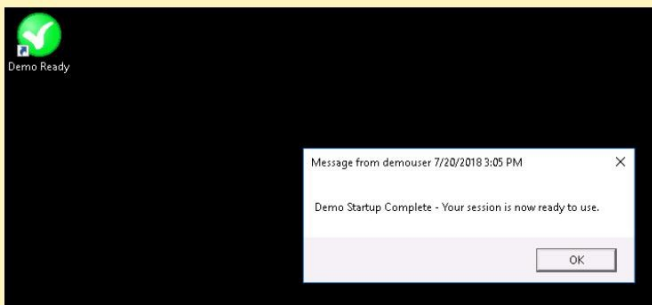 Demo Ready
Message from demouser 7/20/2018 3:05 PM
Demo Startup Complete - Your session is now ready to use.
OK